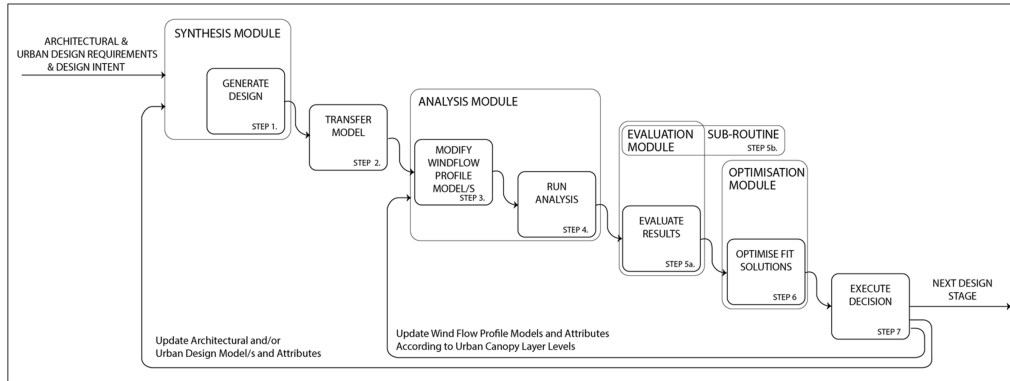 ARCHITECTURAL &
URBAN DESIGN REQUIREMENTS
& DESIGN INTENT
SYNTHESIS MODULE
GENERATE
DESIGN
STEP 1.
TRANSFER
MODEL
STEP 2.
ANALYSIS MODULE
MODIFY
WINDFLOW
PROFILE
MODEL/S
STEP 3.
RUN
ANALYSIS
STEP 4.
EVALUATION
MODULE
SUB-ROUTINE
STEP 5b.
EVALUATE
RESULTS
STEP 5a.
OPTIMISATION
MODULE
OPTIMISE FIT
SOLUTIONS
STEP 6
EXECUTE
DECISION
STEP 7
NEXT DESIGN
STAGE
Update Wind Flow Profile Models and Attributes
According to Urban Canopy Layer Levels
Update Architectural and/or
Urban Design Model/s and Attributes